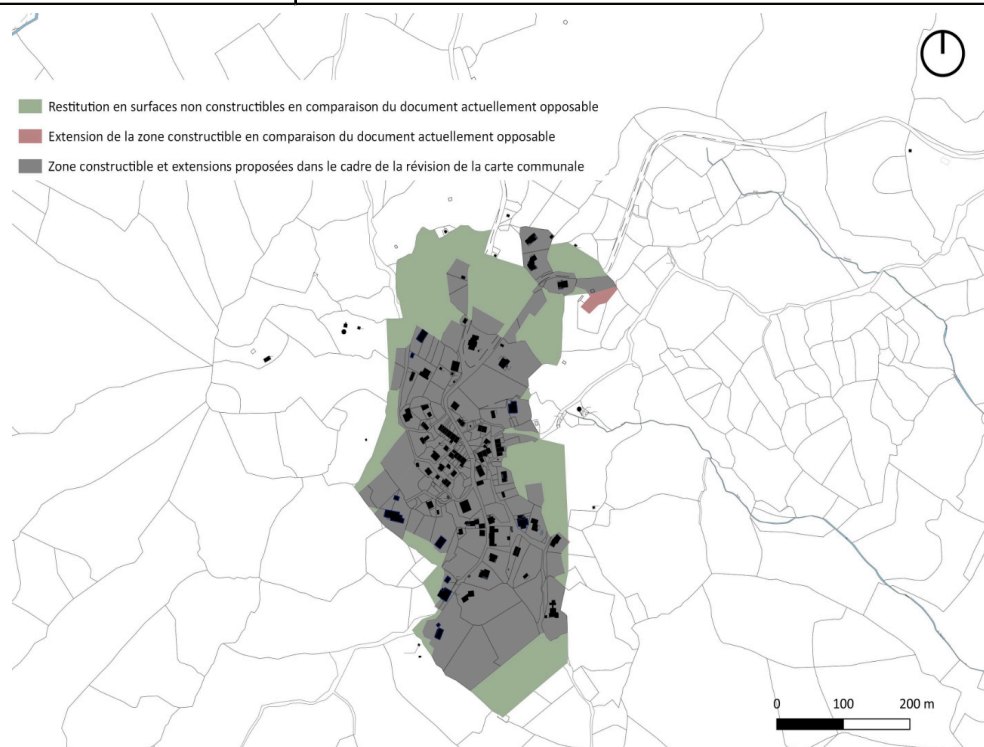 Restitution en surfaces non constructibles en comparaison du document actuellement opposable
Extension de la zone constructible en comparaison du document actuellement opposable
Zone constructible et extensions proposées dans le cadre de la révision de la carte communale
0 100 200 m